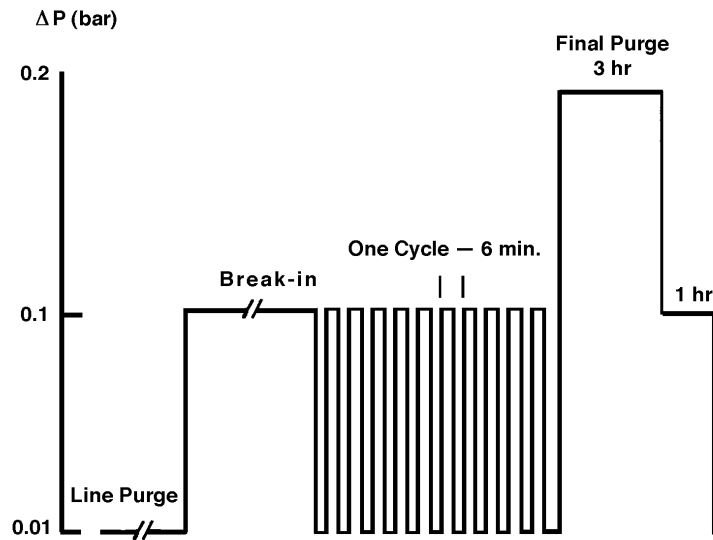 ΔP (bar)
Final Purge
3 hr
0.2
One Cycle — 6 min.
Break-in
1 hr
0.1
Line Purge
0.01